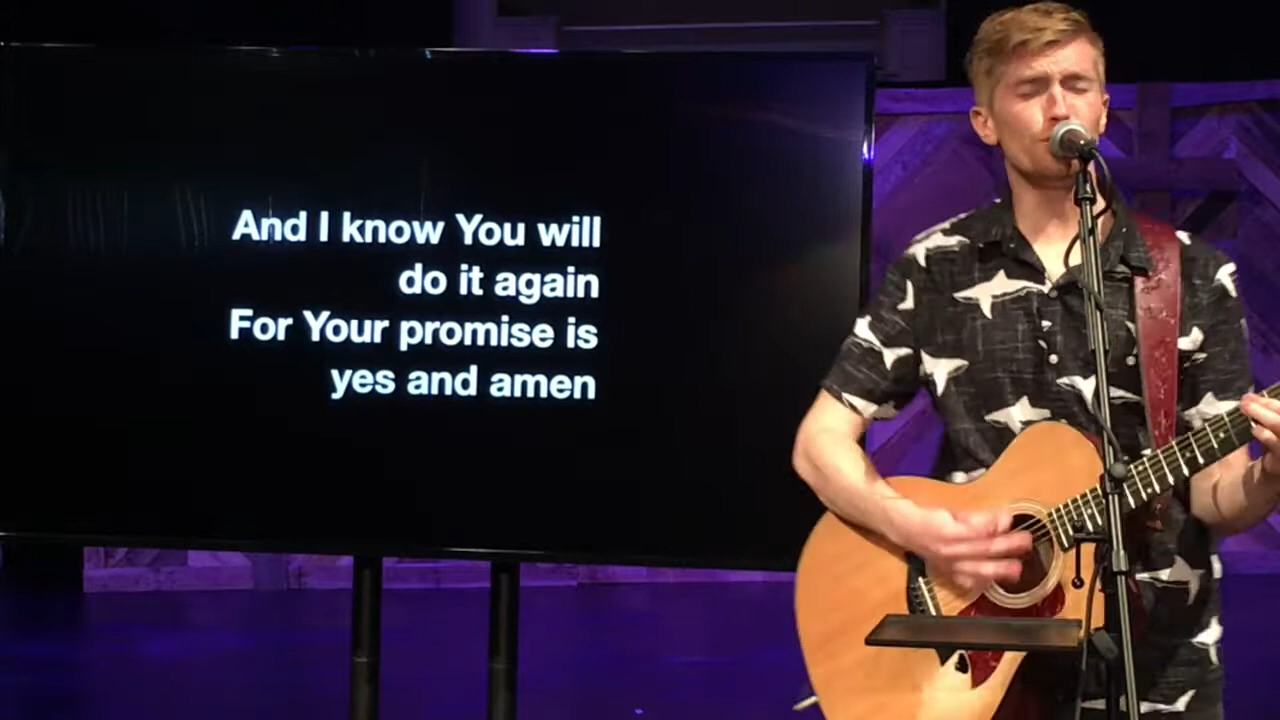 And I know You will
do it again
For Your promise is
yes and amen